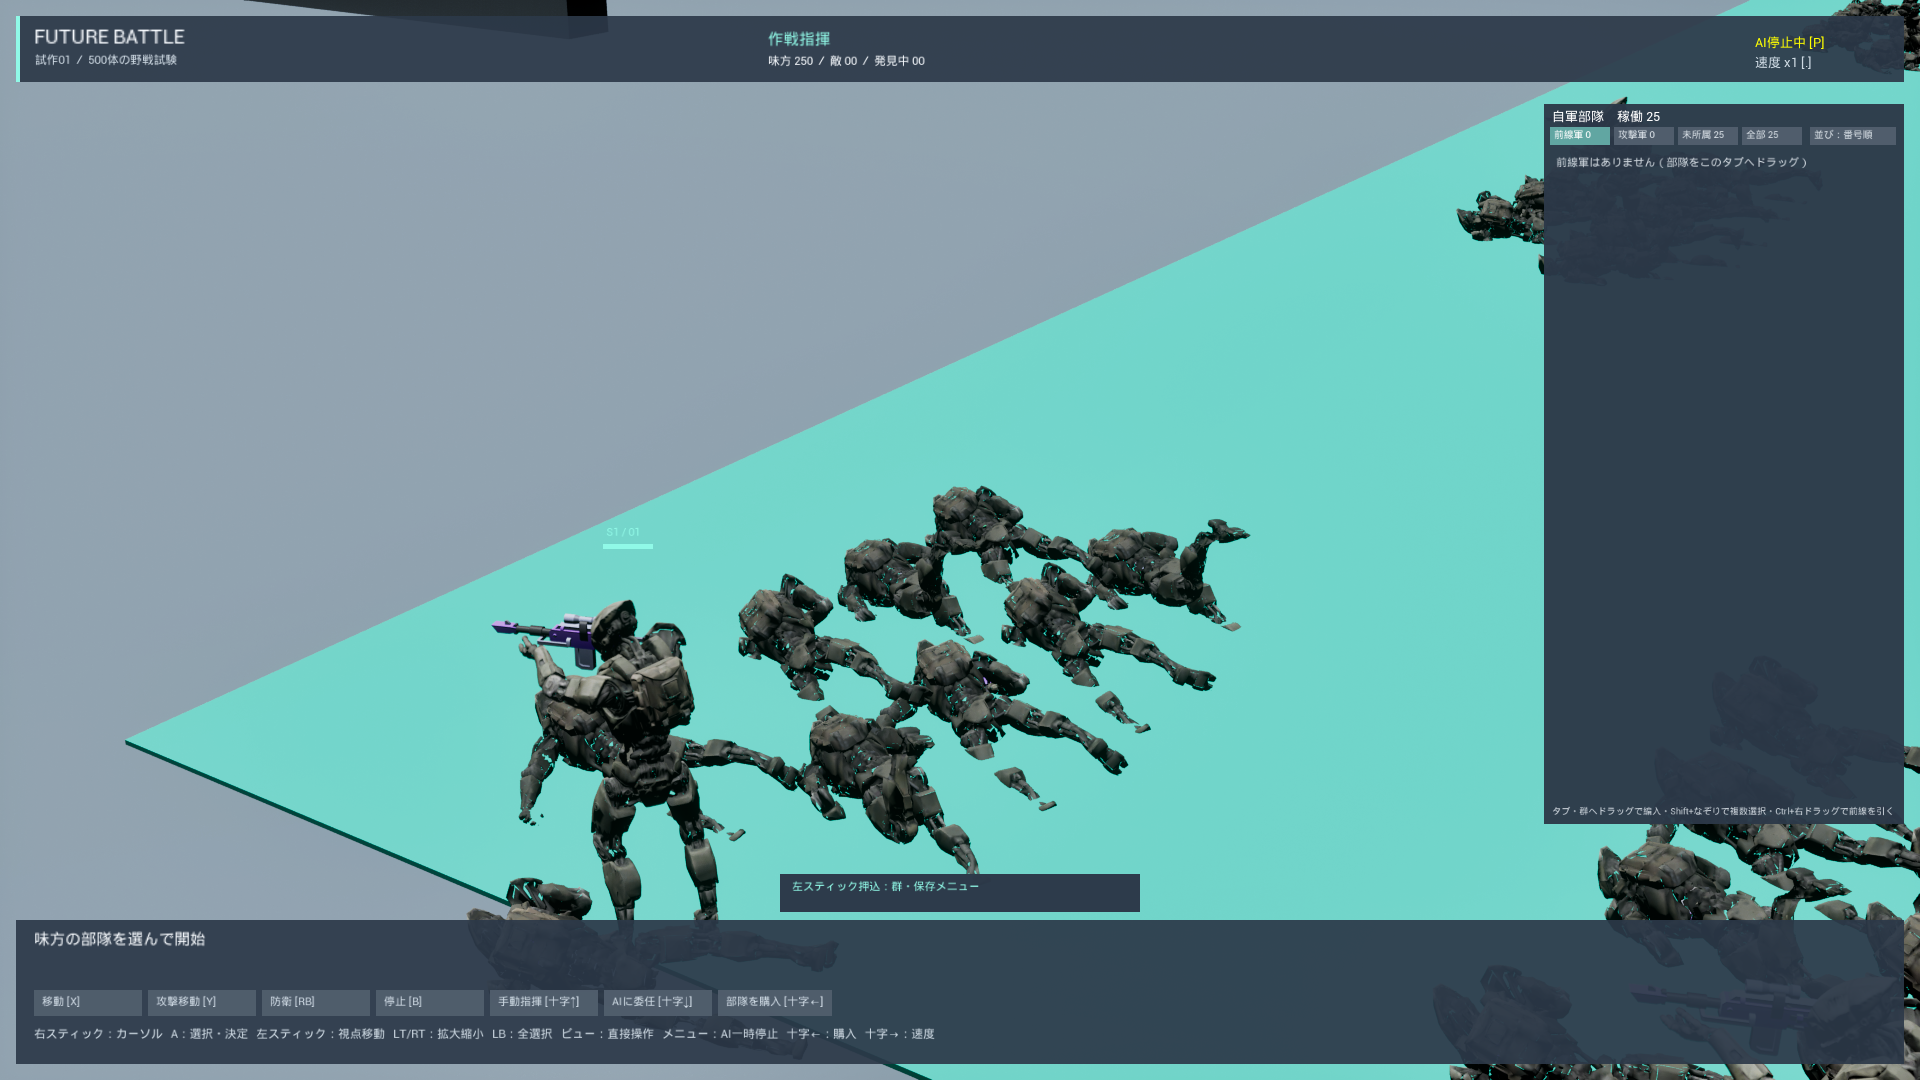 FUTURE BATTLE
試作01 / 500体の野戦試験
作戦指揮
味方 250 / 敵 00 / 発見中 00
AI停止中 [P]
速度 x1 [.]
自軍部隊 稼働 25
前線軍 0 攻撃軍 0 未所属 25 全部 25 並び：番号順
前線軍はありません（部隊をこのタブへドラッグ）
S1 / 01
タブ・群へドラッグで編入・Shift+なぞりで複数選択・Ctrl+右ドラッグで前線を引く
左スティック押込：群・保存メニュー
味方の部隊を選んで開始
移動 [X] 攻撃移動 [Y] 防衛 [RB] 停止 [B] 手動指揮 [十字↑] AIに委任 [十字↓] 部隊を購入 [十字←]
右スティック：カーソル A：選択・決定 左スティック：視点移動 LT/RT：拡大縮小 LB：全選択 ビュー：直接操作 メニュー：AI一時停止 十字←：購入 十字→：速度